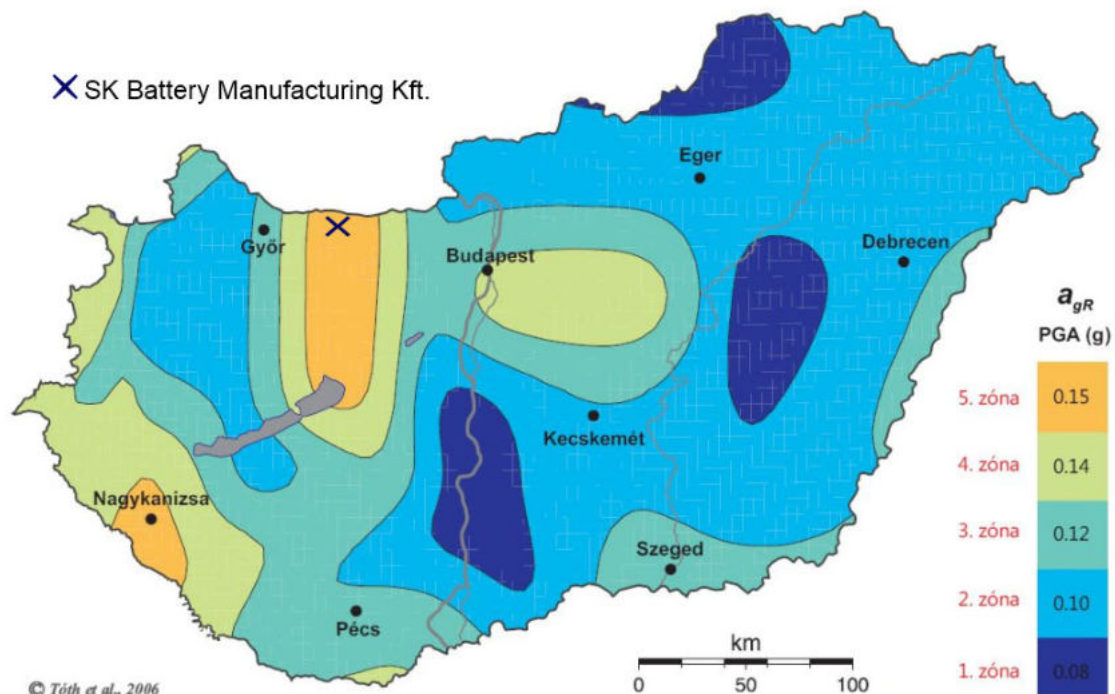 X SK Battery Manufacturing Kft.
Eger
Győr
Debrecen
Budapest
a_gR
PGA (g)
5. zóna 0.15
Kecskemét
4. zóna 0.14
Nagykanizsa
3. zóna 0.12
Szeged
2. zóna 0.10
Pécs
km
1. zóna 0.08
0 50 100
© Tóth et al., 2006